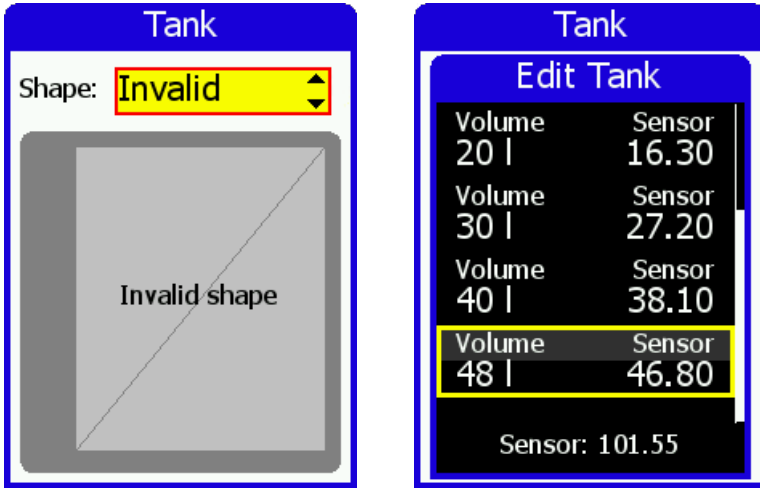 Tank
Shape: Invalid
Invalid shape
Tank
Edit Tank
Volume Sensor
20 l 16.30
Volume Sensor
30 l 27.20
Volume Sensor
40 l 38.10
Volume Sensor
48 l 46.80
Sensor: 101.55